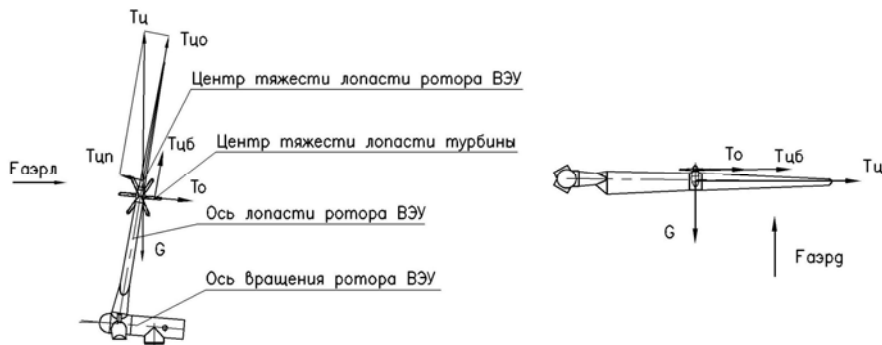 Тц
Тцо
Центр тяжести лопасти ротора ВЭУ
Тцб
Центр тяжести лопасти турбины
Тцп
Fаэрл
То
Ось лопасти ротора ВЭУ
G
Ось вращения ротора ВЭУ
То
Тцб
Тц
G
Fаэрд